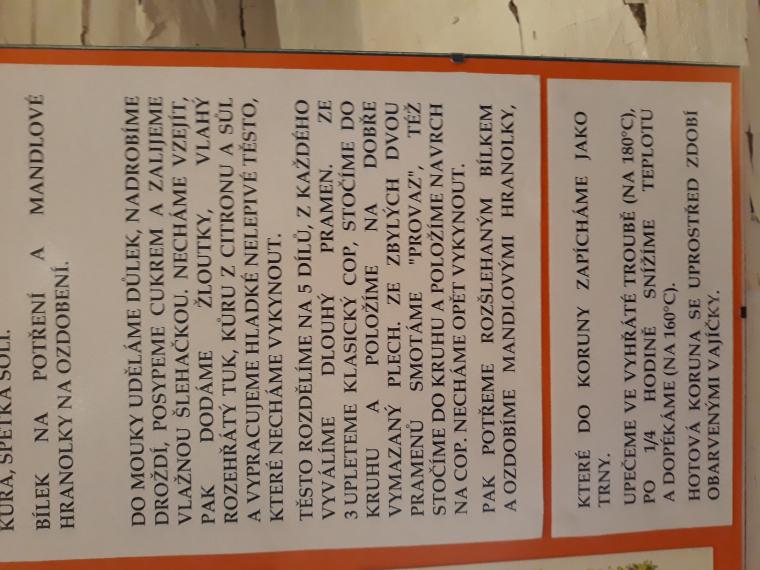 KŮRA, ŠPETKA SOLI.
BÍLEK NA POTŘENÍ A MANDLOVÉ
HRANOLKY NA OZDOBENÍ.
DO MOUKY UDĚLÁME DŮLEK, NADROBÍME
DROŽDÍ, POSYPEME CUKREM A ZALIJEME
VLAŽNOU ŠLEHAČKOU. NECHÁME VZEJÍT,
PAK DODÁME ŽLOUTKY, VLAHÝ
ROZEHŘÁTÝ TUK, KŮRU Z CITRONU A SŮL
A VYPRACUJEME HLADKÉ NELEPIVÉ TĚSTO,
KTERÉ NECHÁME VYKYNOUT.
TĚSTO ROZDĚLÍME NA 5 DÍLŮ, Z KAŽDÉHO
VYVÁLÍME DLOUHÝ PRAMEN. ZE
3 UPLETEME KLASICKÝ COP, STOČÍME DO
KRUHU A POLOŽÍME NA DOBŘE
VYMAZANÝ PLECH. ZE ZBYLÝCH DVOU
PRAMENŮ SMOTÁME "PROVAZ", TÉŽ
STOČÍME DO KRUHU A POLOŽÍME NAVRCH
NA COP. NECHÁME OPĚT VYKYNOUT.
PAK POTŘEME ROZŠLEHANÝM BÍLKEM
A OZDOBÍME MANDLOVÝMI HRANOLKY,
KTERÉ DO KORUNY ZAPÍCHÁME JAKO
TRNY.
UPEČEME VE VYHŘÁTÉ TROUBĚ (NA 180°C),
PO 1/4 HODINĚ SNÍŽÍME TEPLOTU
A DOPÉKÁME (NA 160°C).
HOTOVÁ KORUNA SE UPROSTŘED ZDOBÍ
OBARVENÝMI VAJÍČKY.